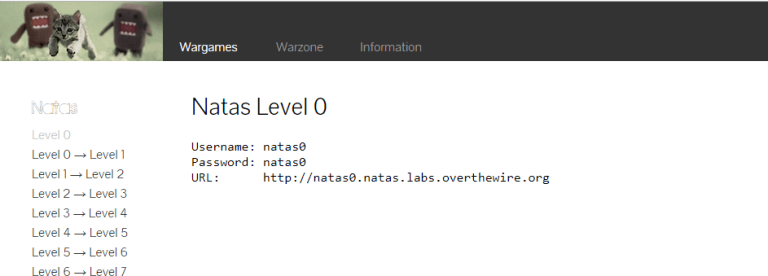 Wargames Warzone Information
Natas
Level 0
Level 0 → Level 1
Level 1 → Level 2
Level 2 → Level 3
Level 3 → Level 4
Level 4 → Level 5
Level 5 → Level 6
Level 6 → Level 7
Natas Level 0
Username: natas0
Password: natas0
URL: http://natas0.natas.labs.overthewire.org